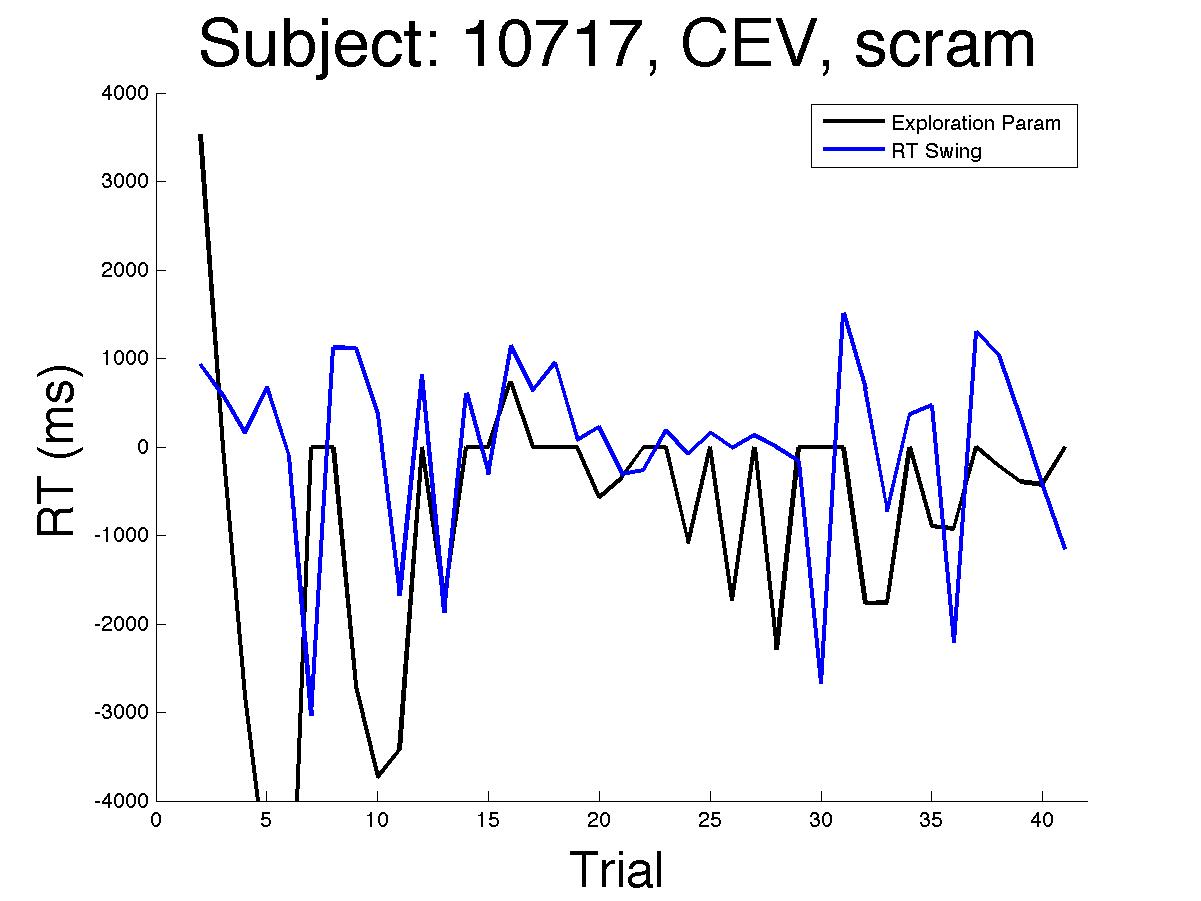 Subject: 10717, CEV, scram
Exploration Param
RT Swing
4000
3000
2000
1000
0
-1000
-2000
-3000
-4000
RT (ms)
0 5 10 15 20 25 30 35 40
Trial